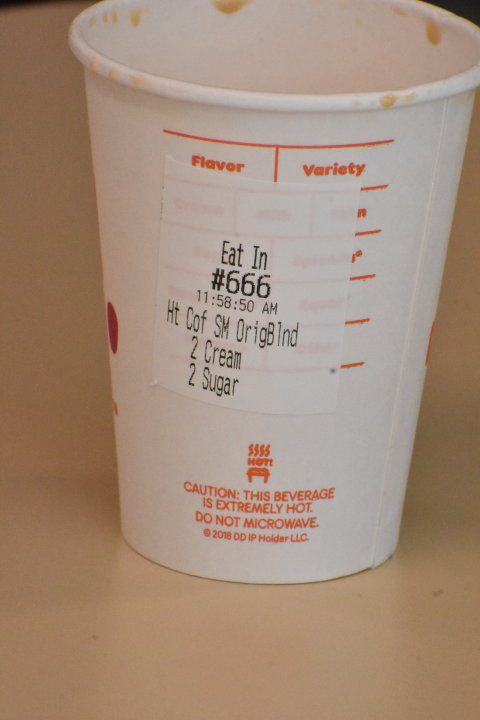 Flavor Variety
Eat In
#666
11:58:50 AM
Ht Cof SM OrigBlnd
2 Cream
2 Sugar
HOT!
CAUTION: THIS BEVERAGE
IS EXTREMELY HOT.
DO NOT MICROWAVE.
© 2018 DD IP Holder LLC.